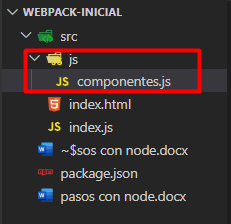 WEBPACK-INICIAL
src
js
JS componentes.js
index.html
JS index.js
~$sos con node.docx
package.json
pasos con node.docx